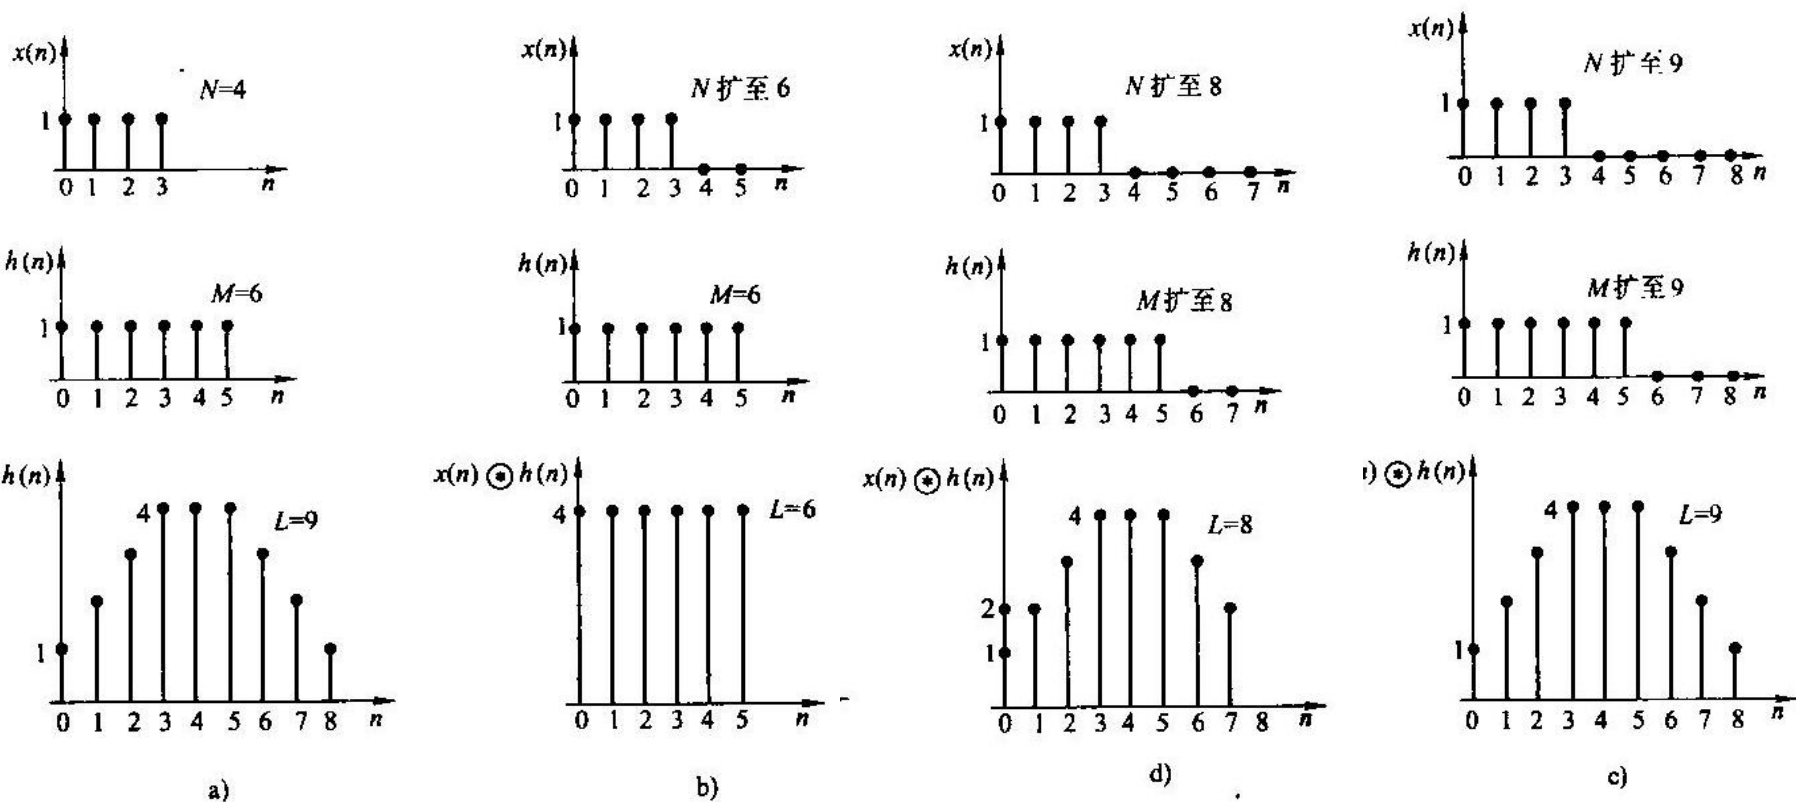 x(n)
N=4
1
0 1 2 3 n
h(n)
M=6
1
0 1 2 3 4 5 n
h(n)
4
L=9
1
0 1 2 3 4 5 6 7 8 n
a)
x(n)
N 扩至 6
1
0 1 2 3 4 5 n
h(n)
M=6
1
0 1 2 3 4 5 n
x(n) ⊛ h(n)
4
L=6
0 1 2 3 4 5 n
b)
x(n)
N 扩至 8
1
0 1 2 3 4 5 6 7 n
h(n)
M 扩至 8
1
0 1 2 3 4 5 6 7 n
x(n) ⊛ h(n)
4
L=8
2
1
0 1 2 3 4 5 6 7 8 n
d)
x(n)
N 扩至 9
1
0 1 2 3 4 5 6 7 8 n
h(n)
M 扩至 9
1
0 1 2 3 4 5 6 7 8 n
) ⊛ h(n)
4
L=9
1
0 1 2 3 4 5 6 7 8 n
c)